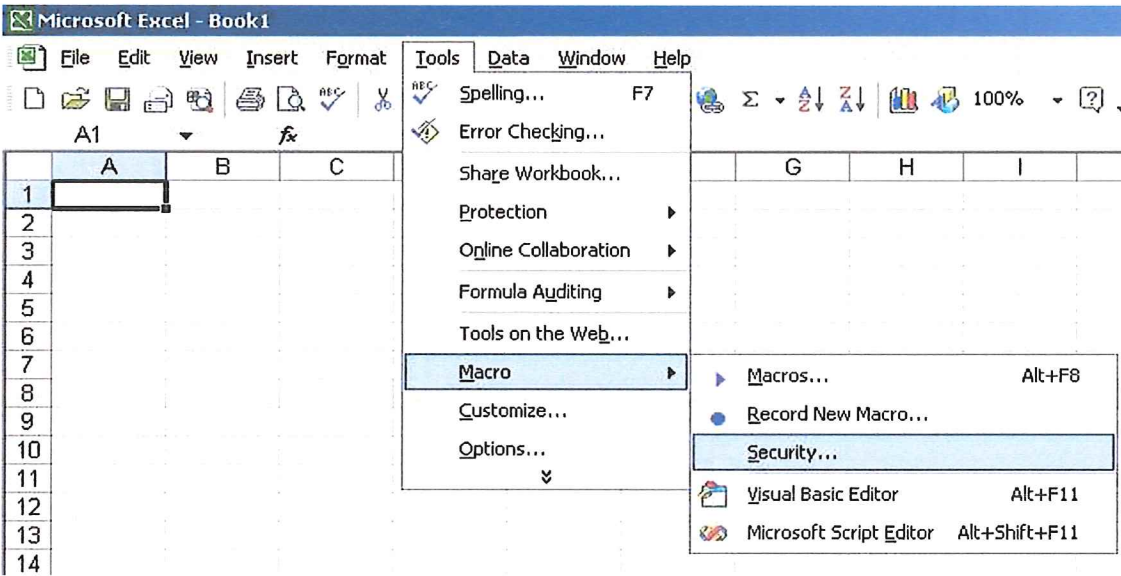 Microsoft Excel - Book1
File Edit View Insert Format Tools Data Window Help
100%
A1 fx
A B C G H I
1
2
3
4
5
6
7
8
9
10
11
12
13
14
ABC Spelling... F7
Error Checking...
Share Workbook...
Protection
Online Collaboration
Formula Auditing
Tools on the Web...
Macro
Customize...
Options...
Macros... Alt+F8
Record New Macro...
Security...
Visual Basic Editor Alt+F11
Microsoft Script Editor Alt+Shift+F11